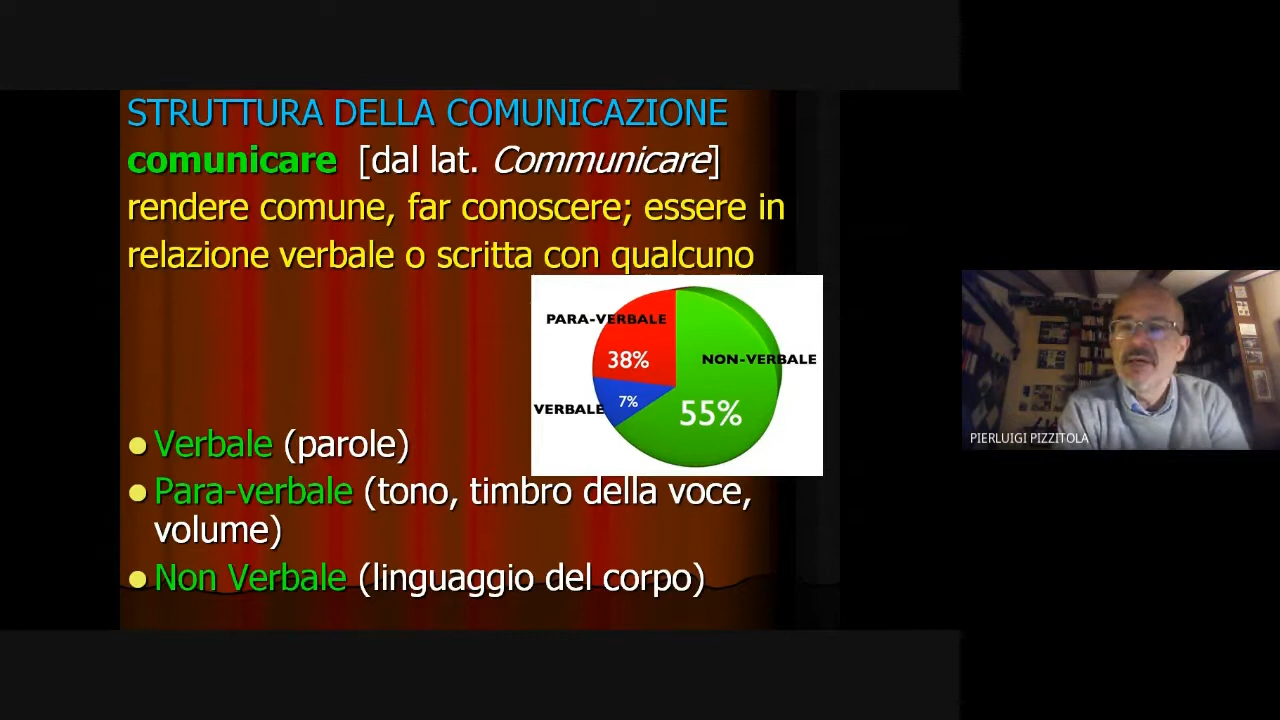 STRUTTURA DELLA COMUNICAZIONE
comunicare [dal lat. Communicare]
rendere comune, far conoscere; essere in
relazione verbale o scritta con qualcuno
PARA-VERBALE
38%
NON-VERBALE
VERBALE
7%
55%
Verbale (parole)
Para-verbale (tono, timbro della voce,
volume)
Non Verbale (linguaggio del corpo)
PIERLUIGI PIZZITOLA